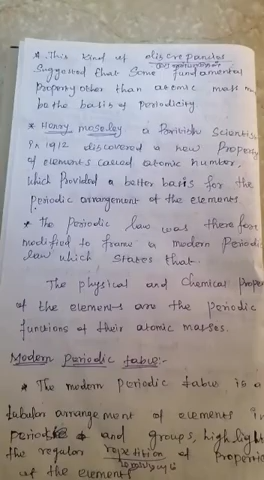 * This kind of discrepancies
Suggested that Some fundamental
Property other than atomic mass may
be the basis of periodicity
* Henry moseley a British Scientis
In 1912 discovered a new Property
of elements called atomic number.
which provided a better basis for the
Periodic arrangement of the elements
* The Periodic law was therefore
modified to frame a modern Periodic
law which states that.
The physical and Chemical Proper
of the elements are the Periodic
functions of their atomic masses.
Modern Periodic table:-
* The modern periodic table is a
tabular arrangement of elements in
Periods and groups, highligh
the regular repetition of Properties
of the elements